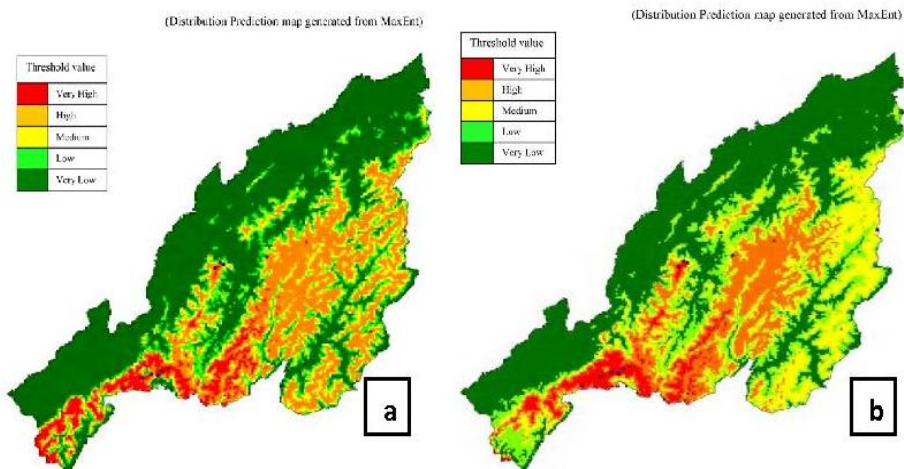 (Distribution Prediction map generated from MaxEnt)
Threshold value
Very High
High
Medium
Low
Very Low
a
(Distribution Prediction map generated from MaxEnt)
Threshold value
Very High
High
Medium
Low
Very Low
b